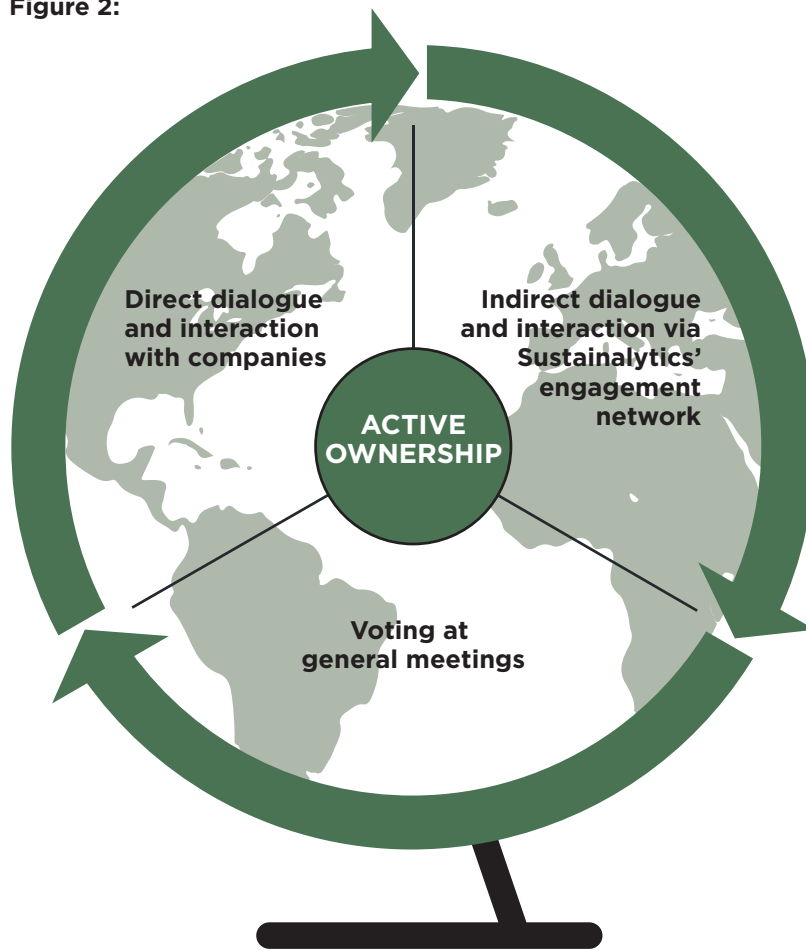 Figure 2:
Direct dialogue
and interaction
with companies
Indirect dialogue
and interaction via
Sustainalytics’
engagement
network
ACTIVE
OWNERSHIP
Voting at
general meetings